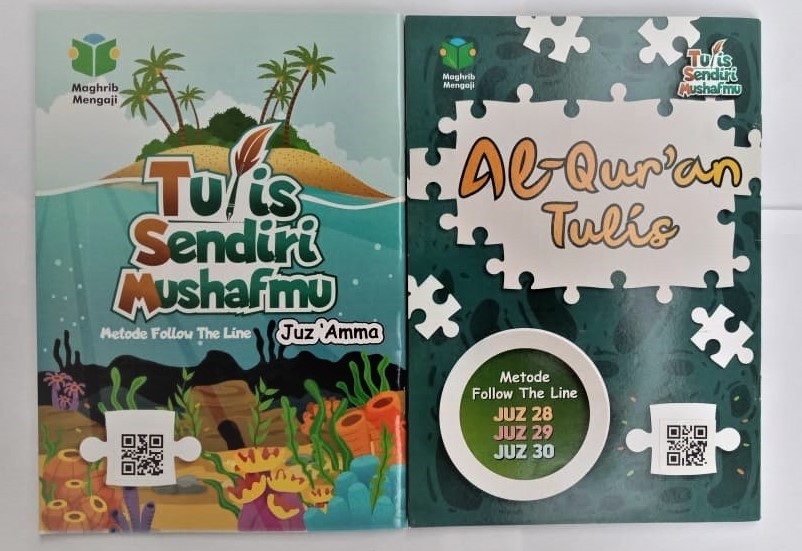 Maghrib
Mengaji
Tulis
Sendiri
Mushafmu
Metode Follow The Line
Juz 'Amma
Maghrib
Mengaji
Tulis
Sendiri
Mushafmu
Al-Qur'an
Tulis
Metode
Follow The Line
JUZ 28
JUZ 29
JUZ 30